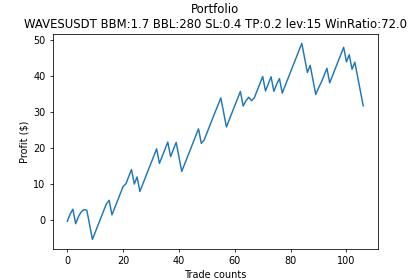 Portfolio
WAVESUSDT BBM:1.7 BBL:280 SL:0.4 TP:0.2 lev:15 WinRatio:72.0
50
40
30
20
10
0
Profit ($)
0 20 40 60 80 100
Trade counts